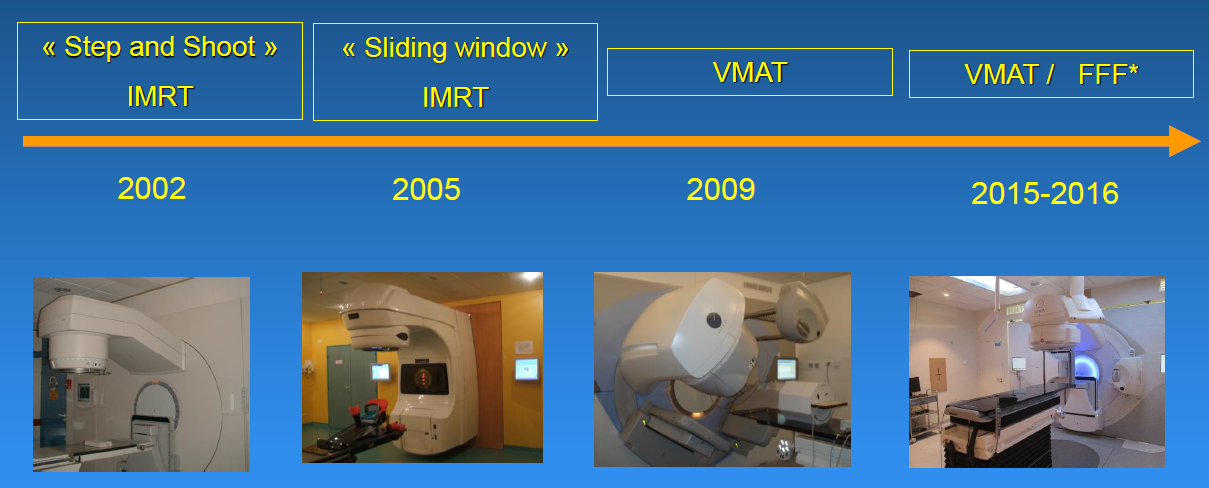 « Step and Shoot »
IMRT
« Sliding window »
IMRT
VMAT
VMAT / FFF*
2002
2005
2009
2015-2016